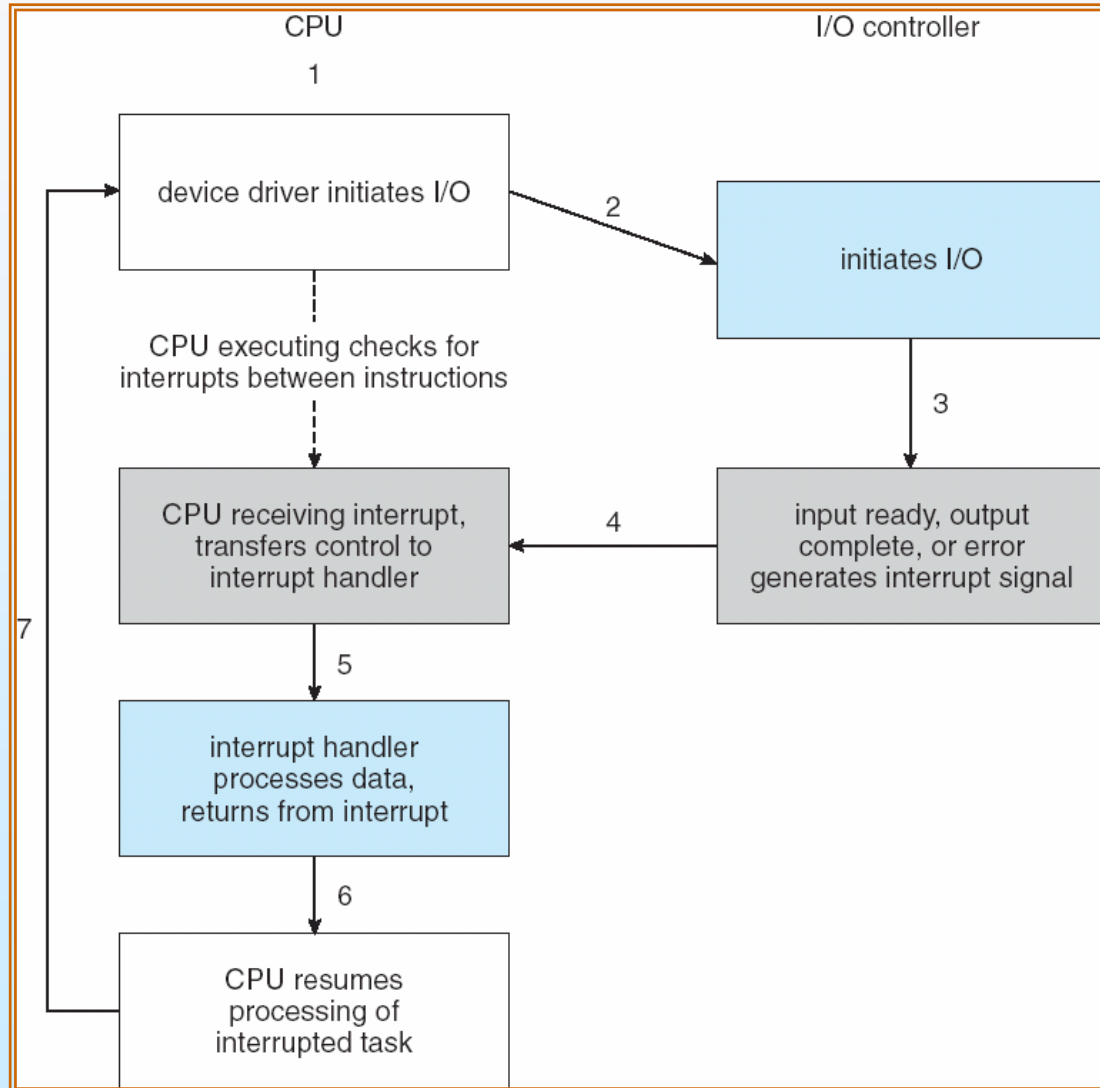 CPU
I/O controller
1
device driver initiates I/O
2
initiates I/O
CPU executing checks for
interrupts between instructions
3
CPU receiving interrupt,
transfers control to
interrupt handler
4
input ready, output
complete, or error
generates interrupt signal
7
5
interrupt handler
processes data,
returns from interrupt
6
CPU resumes
processing of
interrupted task